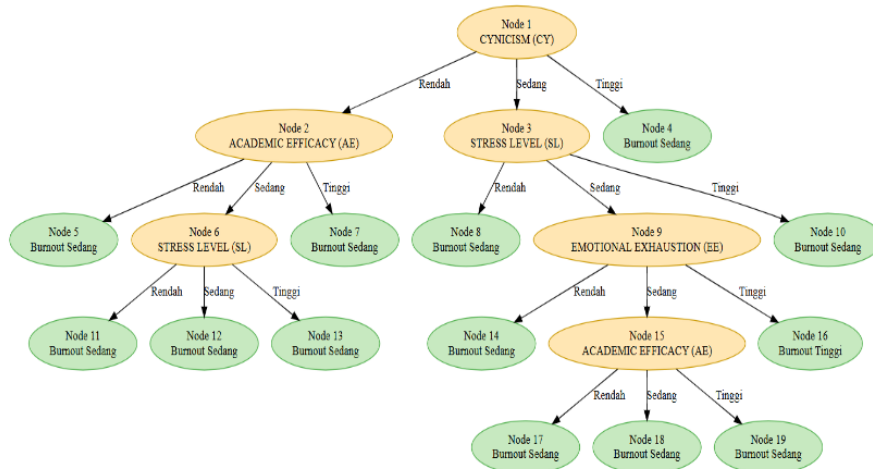 Node 1
CYNICISM (CY)
Rendah
Sedang
Tinggi
Node 2
ACADEMIC EFFICACY (AE)
Node 3
STRESS LEVEL (SL)
Node 4
Burnout Sedang
Rendah
Sedang
Tinggi
Rendah
Sedang
Tinggi
Node 5
Burnout Sedang
Node 6
STRESS LEVEL (SL)
Node 7
Burnout Sedang
Node 8
Burnout Sedang
Node 9
EMOTIONAL EXHAUSTION (EE)
Node 10
Burnout Sedang
Rendah
Sedang
Tinggi
Rendah
Sedang
Tinggi
Node 11
Burnout Sedang
Node 12
Burnout Sedang
Node 13
Burnout Sedang
Node 14
Burnout Sedang
Node 15
ACADEMIC EFFICACY (AE)
Node 16
Burnout Tinggi
Rendah
Sedang
Tinggi
Node 17
Burnout Sedang
Node 18
Burnout Sedang
Node 19
Burnout Sedang